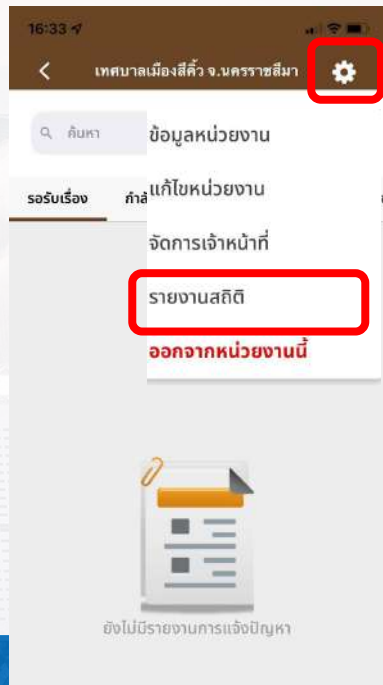 16:33
เทศบาลเมืองสีคิ้ว จ.นครราชสีมา
ค้นหา
ข้อมูลหน่วยงาน
แก้ไขหน่วยงาน
รอรับเรื่อง กำลั
จัดการเจ้าหน้าที่
รายงานสถิติ
ออกจากหน่วยงานนี้
ยังไม่มีรายงานการแจ้งปัญหา